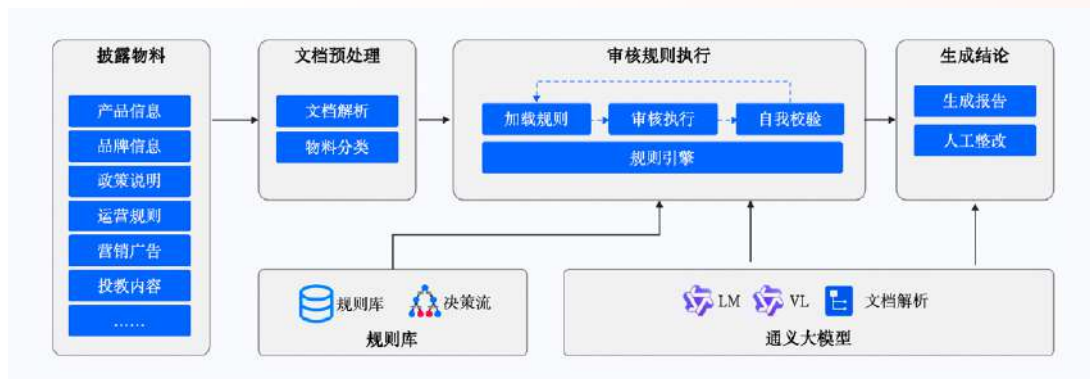 披露物料
产品信息
品牌信息
政策说明
运营规则
营销广告
投教内容
……
文档预处理
文档解析
物料分类
审核规则执行
加载规则
审核执行
自我校验
规则引擎
生成结论
生成报告
人工整改
规则库
决策流
规则库
LM
VL
文档解析
通义大模型